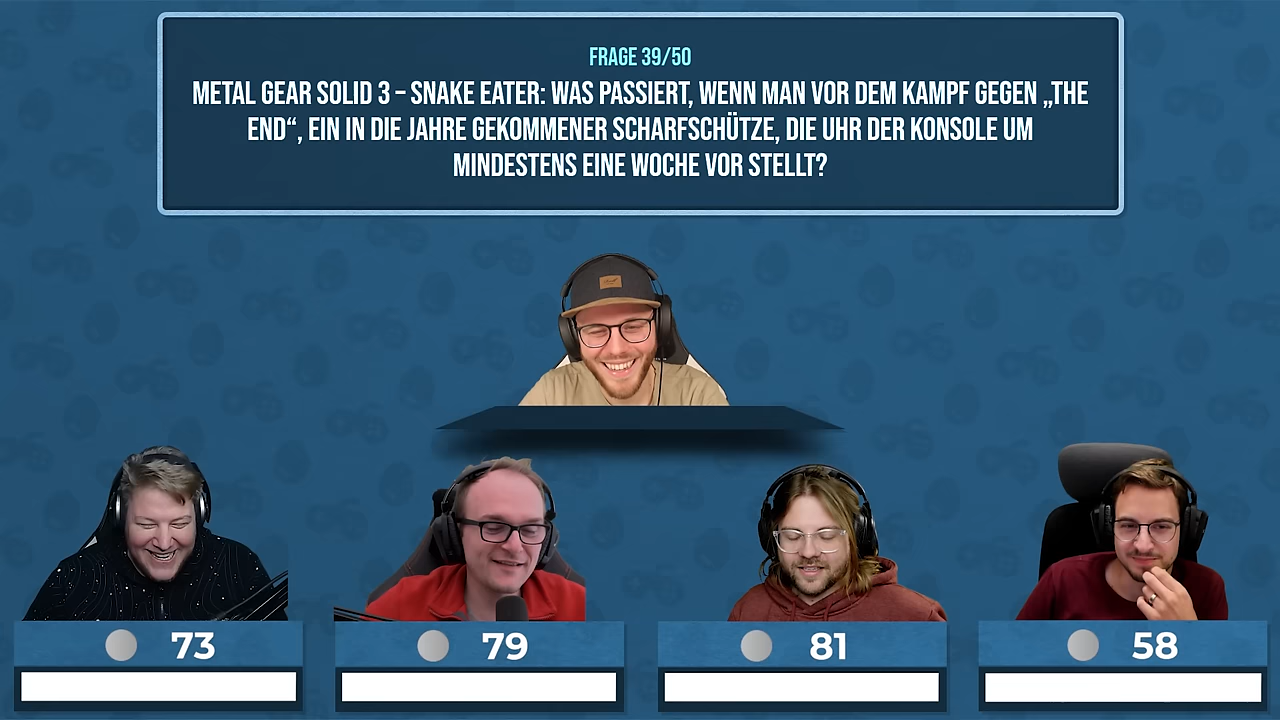 FRAGE 39/50
METAL GEAR SOLID 3 – SNAKE EATER: WAS PASSIERT, WENN MAN VOR DEM KAMPF GEGEN „THE
END“, EIN IN DIE JAHRE GEKOMMENER SCHARFSCHÜTZE, DIE UHR DER KONSOLE UM
MINDESTENS EINE WOCHE VOR STELLT?
73
79
81
58